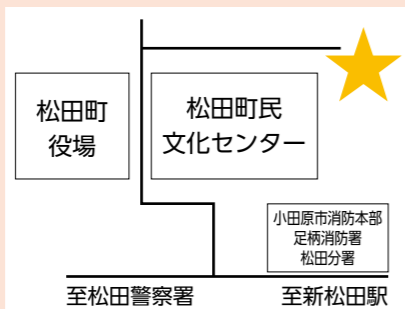 松田町
役場
松田町民
文化センター
小田原市消防本部
足柄消防署
松田分署
至松田警察署
至新松田駅